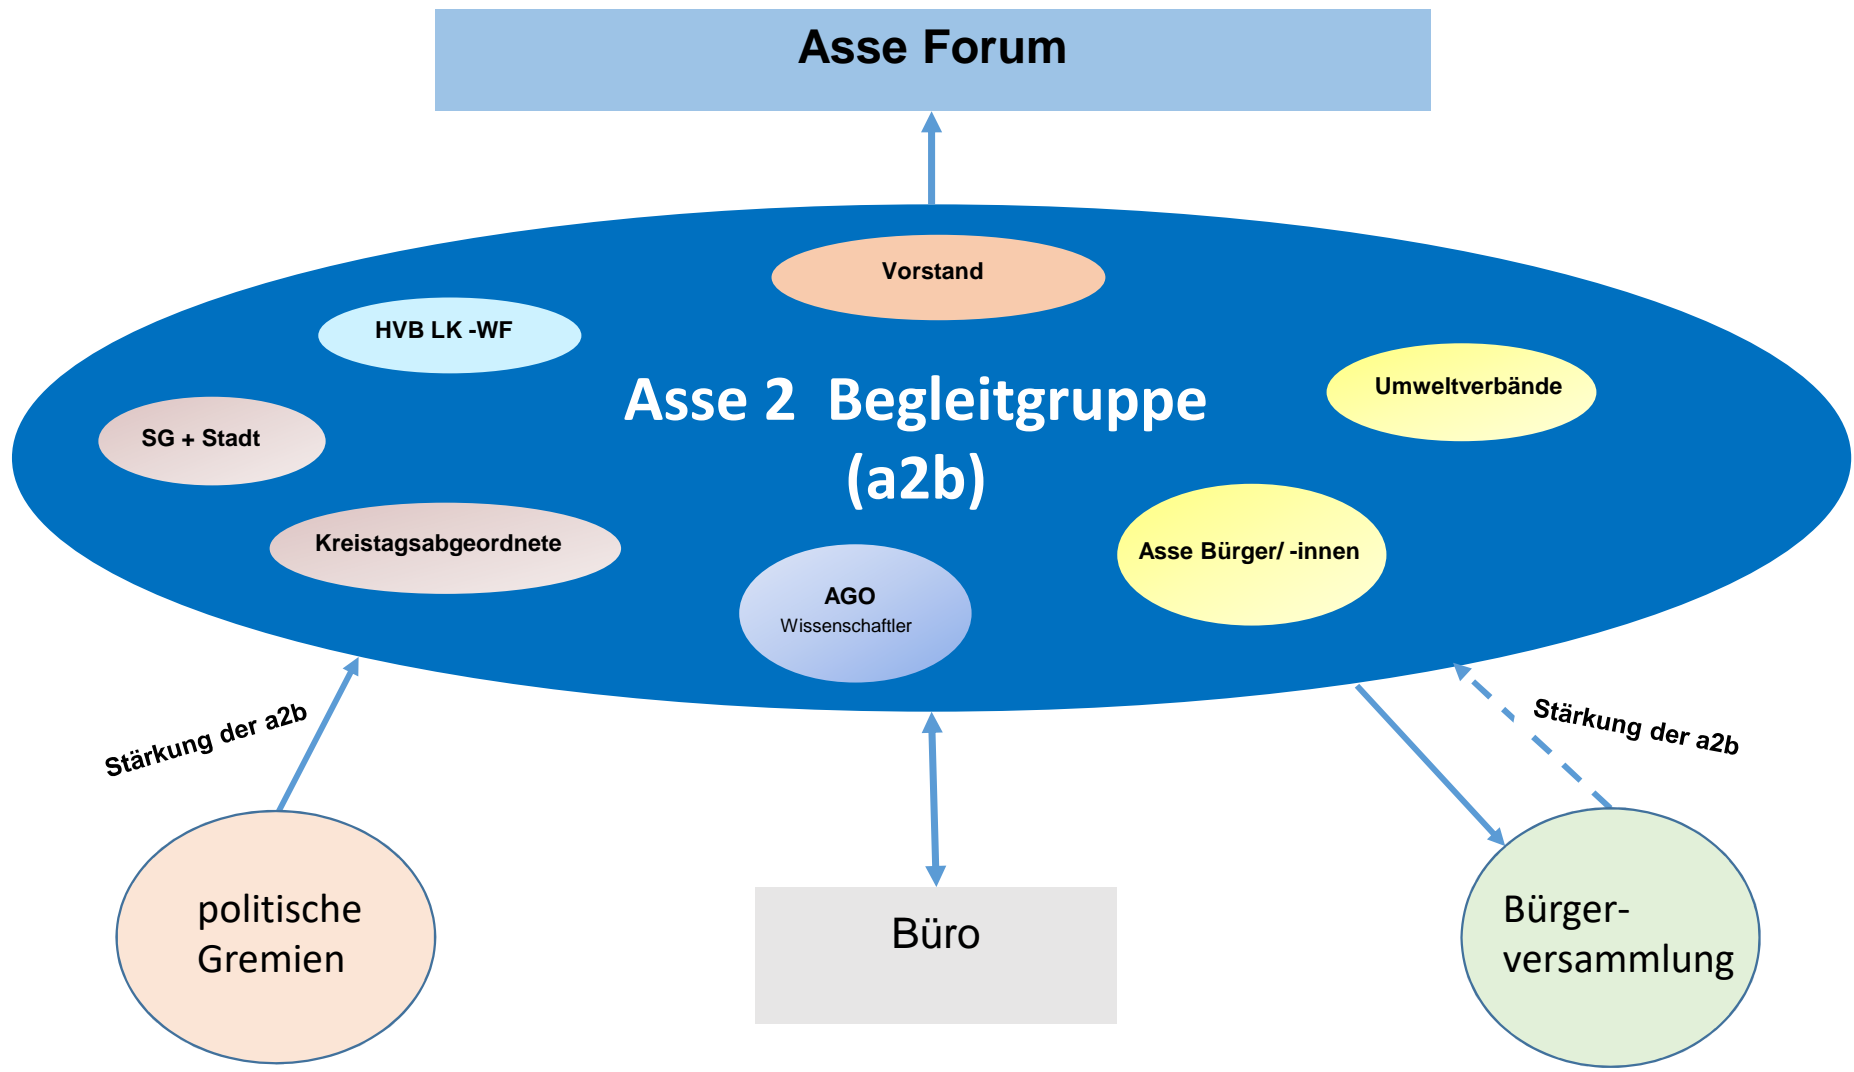 Asse Forum
Vorstand
HVB LK -WF
Umweltverbände
Asse 2  Begleitgruppe
(a2b)
SG + Stadt
Kreistagsabgeordnete
Asse Bürger/ -innen
AGO
Wissenschaftler
Stärkung der a2b
Stärkung der a2b
politische
Gremien
Büro
Bürger-
versammlung